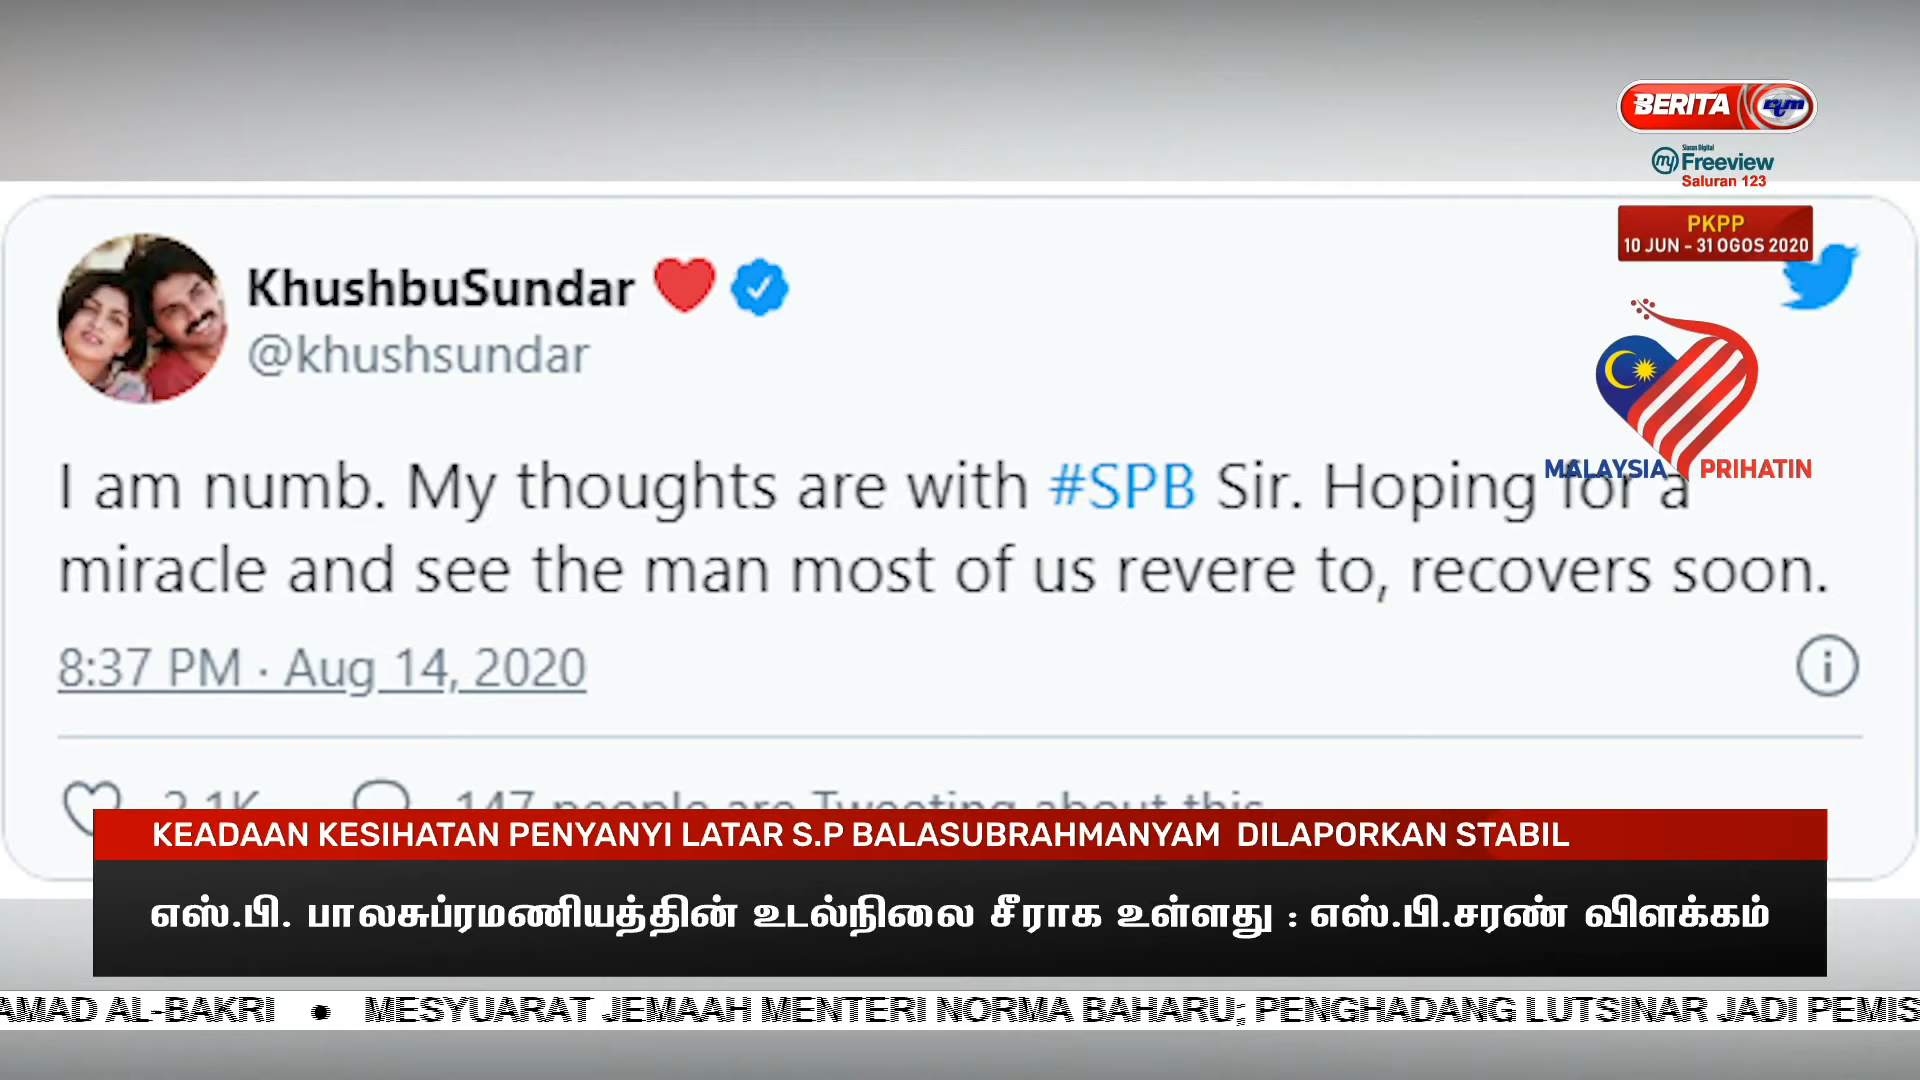 BERITA rtm
Siaran Digital
my Freeview
Saluran 123
PKPP
10 JUN - 31 OGOS 2020
KhushbuSundar
@khushsundar
MALAYSIA PRIHATIN
I am numb. My thoughts are with #SPB Sir. Hoping for a
miracle and see the man most of us revere to, recovers soon.
8:37 PM · Aug 14, 2020
147 people are Tweeting about this
KEADAAN KESIHATAN PENYANYI LATAR S.P BALASUBRAHMANYAM DILAPORKAN STABIL
எஸ்.பி. பாலசுப்ரமணியத்தின் உடல்நிலை சீராக உள்ளது : எஸ்.பி.சரண் விளக்கம்
AMAD AL-BAKRI • MESYUARAT JEMAAH MENTERI NORMA BAHARU; PENGHADANG LUTSINAR JADI PEMIS